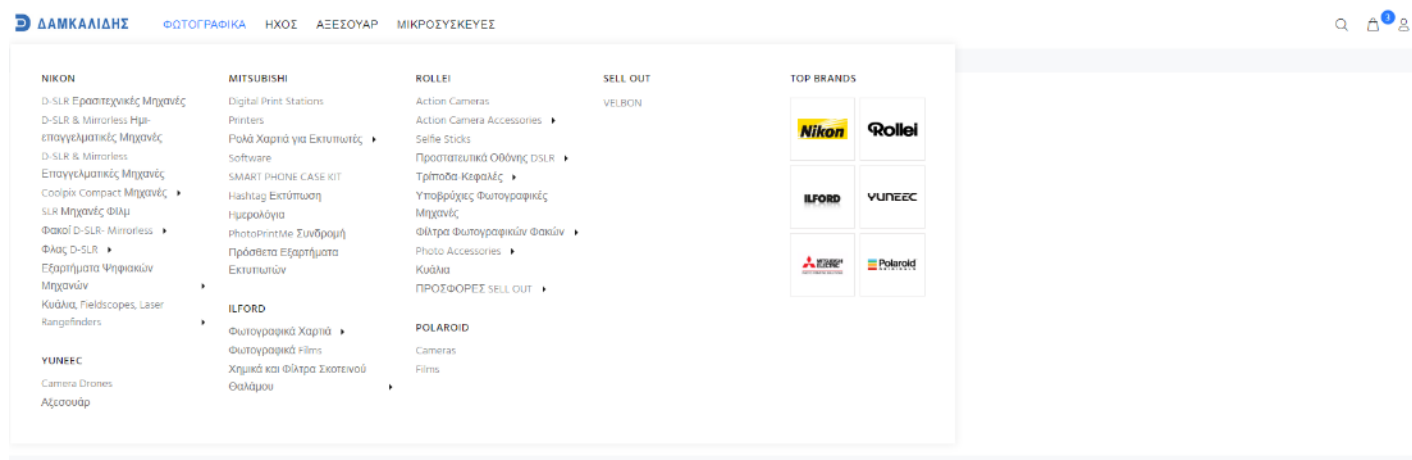 ΔΑΜΚΑΛΙΔΗΣ
ΦΩΤΟΓΡΑΦΙΚΑ ΗΧΟΣ ΑΞΕΣΟΥΑΡ ΜΙΚΡΟΣΥΣΚΕΥΕΣ
3
NIKON
D-SLR Ερασιτεχνικές Μηχανές
D-SLR & Mirrorless Ημι-
επαγγελματικές Μηχανές
D-SLR & Mirrorless
Επαγγελματικές Μηχανές
Coolpix Compact Μηχανές
SLR Μηχανές Φίλμ
Φακοί D-SLR- Mirrorless
Φλας D-SLR
Εξαρτήματα Ψηφιακών
Μηχανών
Κυάλια, Fieldscopes, Laser
Rangefinders
YUNEEC
Camera Drones
Αξεσουάρ
MITSUBISHI
Digital Print Stations
Printers
Ρολά Χαρτιά για Εκτυπωτές
Software
SMART PHONE CASE KIT
Hashtag Εκτύπωση
Ημερολόγια
PhotoPrintMe Συνδρομή
Πρόσθετα Εξαρτήματα
Εκτυπωτών
ILFORD
Φωτογραφικά Χαρτιά
Φωτογραφικά Films
Χημικά και Φίλτρα Σκοτεινού
Θαλάμου
ROLLEI
Action Cameras
Action Camera Accessories
Selfie Sticks
Προστατευτικά Οθόνης DSLR
Τρίποδα-Κεφαλές
Υποβρύχιες Φωτογραφικές
Μηχανές
Φίλτρα Φωτογραφικών Φακών
Photo Accessories
Κυάλια
ΠΡΟΣΦΟΡΕΣ SELL OUT
POLAROID
Cameras
Films
SELL OUT
VELBON
TOP BRANDS
Nikon
Rollei
ILFORD
YUNEEC
MITSUBISHI
ELECTRIC
Polaroid